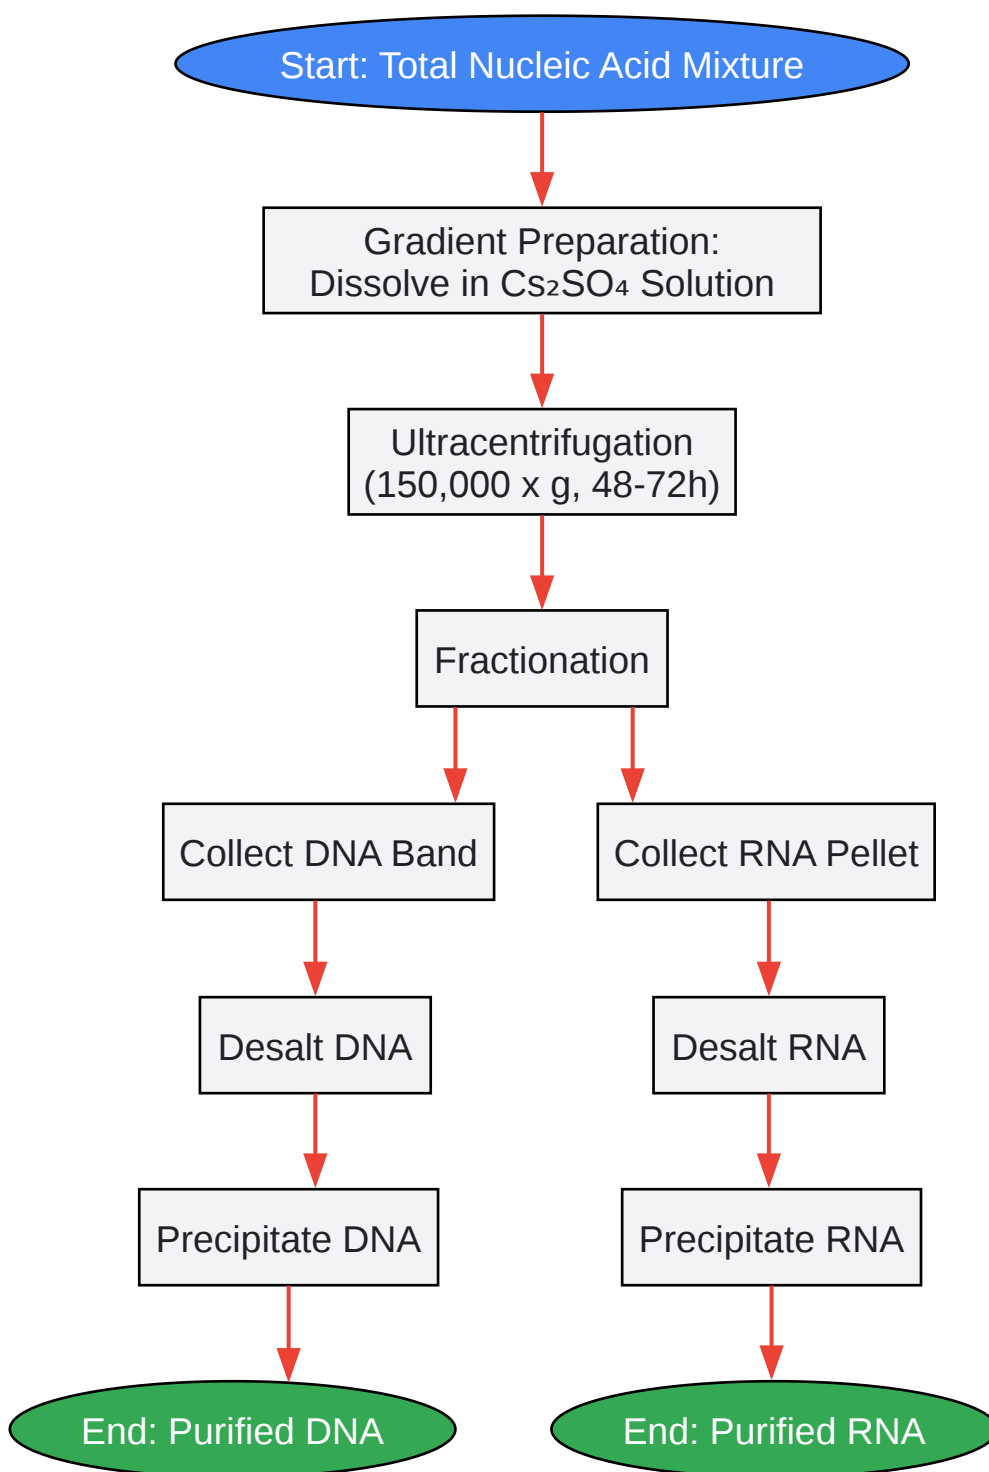 Start: Total Nucleic Acid Mixture
Gradient Preparation:
Dissolve in Cs₂SO₄ Solution
Ultracentrifugation
(150,000 x g, 48-72h)
Fractionation
Collect DNA Band
Collect RNA Pellet
Desalt DNA
Desalt RNA
Precipitate DNA
Precipitate RNA
End: Purified DNA
End: Purified RNA